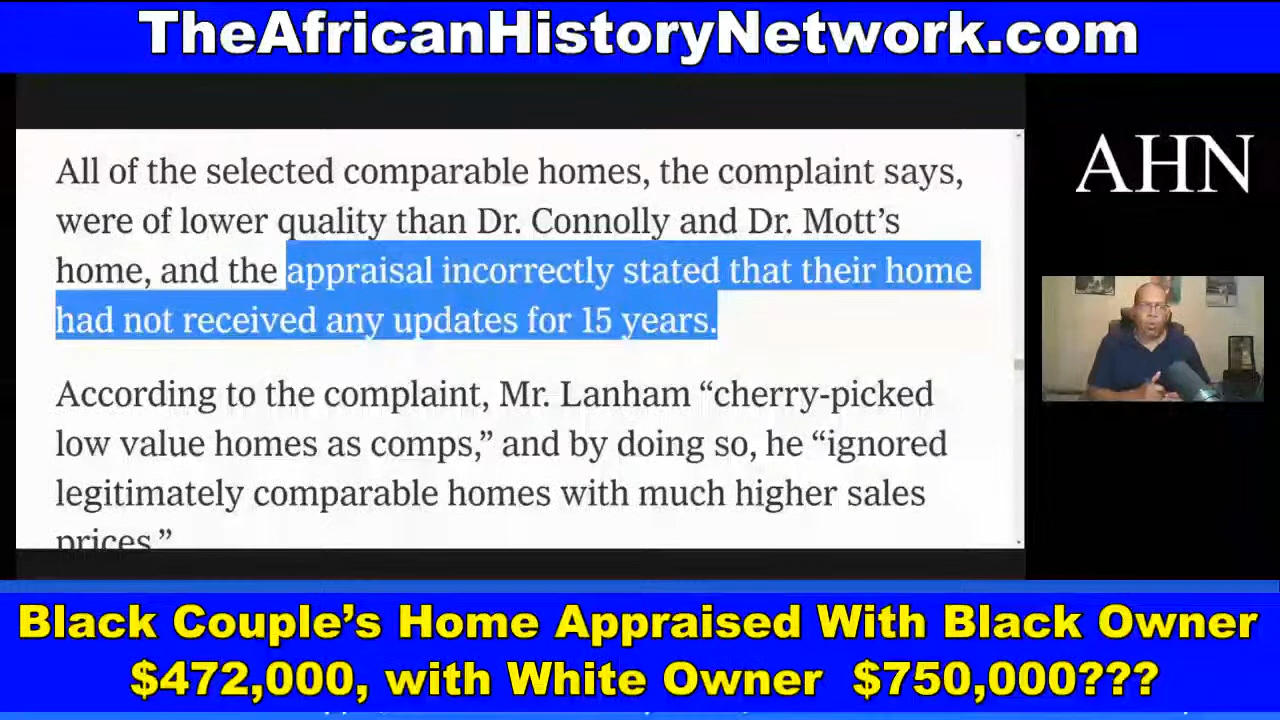 TheAfricanHistoryNetwork.com
All of the selected comparable homes, the complaint says,
were of lower quality than Dr. Connolly and Dr. Mott’s
home, and the appraisal incorrectly stated that their home
had not received any updates for 15 years.
According to the complaint, Mr. Lanham “cherry-picked
low value homes as comps,” and by doing so, he “ignored
legitimately comparable homes with much higher sales
prices.”
AHN
Black Couple’s Home Appraised With Black Owner
$472,000, with White Owner $750,000???